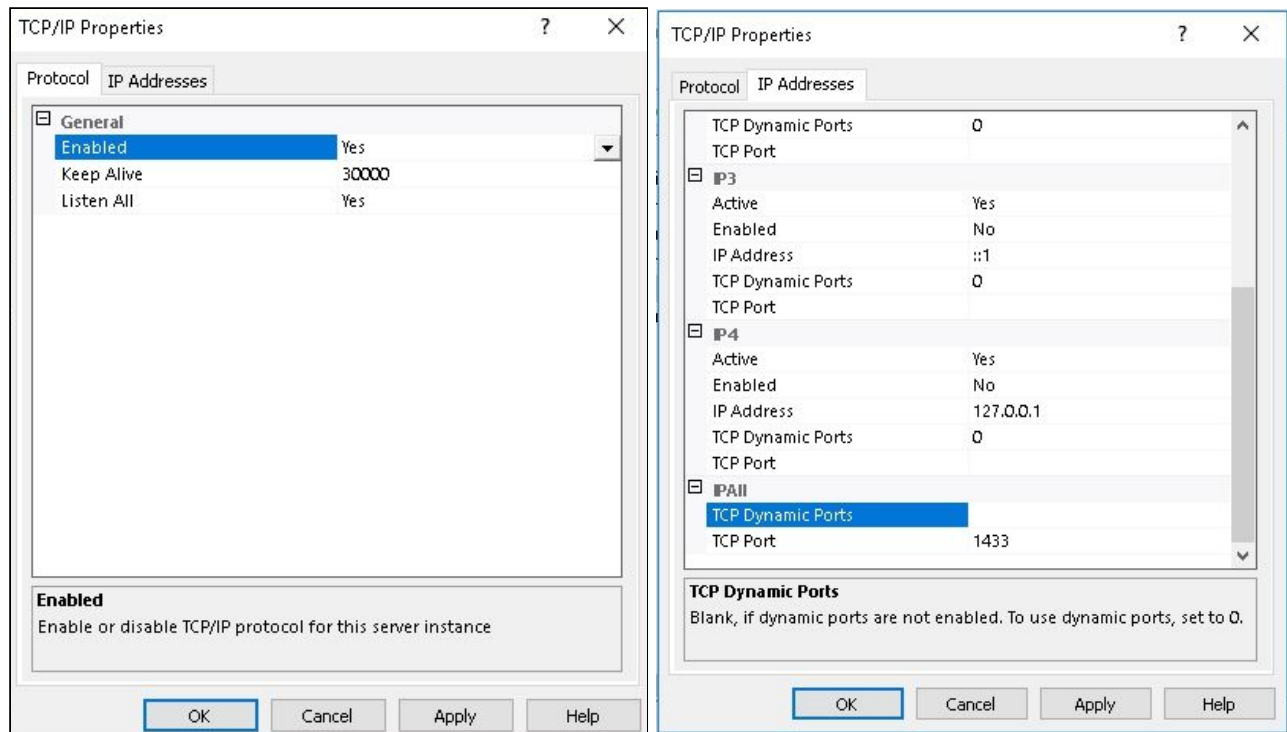 TCP/IP Properties ? X
Protocol IP Addresses
General
Enabled Yes
Keep Alive 30000
Listen All Yes
Enabled
Enable or disable TCP/IP protocol for this server instance
OK Cancel Apply Help
TCP/IP Properties ? X
Protocol IP Addresses
TCP Dynamic Ports 0
TCP Port
IP3
Active Yes
Enabled No
IP Address ::1
TCP Dynamic Ports 0
TCP Port
IP4
Active Yes
Enabled No
IP Address 127.0.0.1
TCP Dynamic Ports 0
TCP Port
IPAll
TCP Dynamic Ports
TCP Port 1433
TCP Dynamic Ports
Blank, if dynamic ports are not enabled. To use dynamic ports, set to 0.
OK Cancel Apply Help